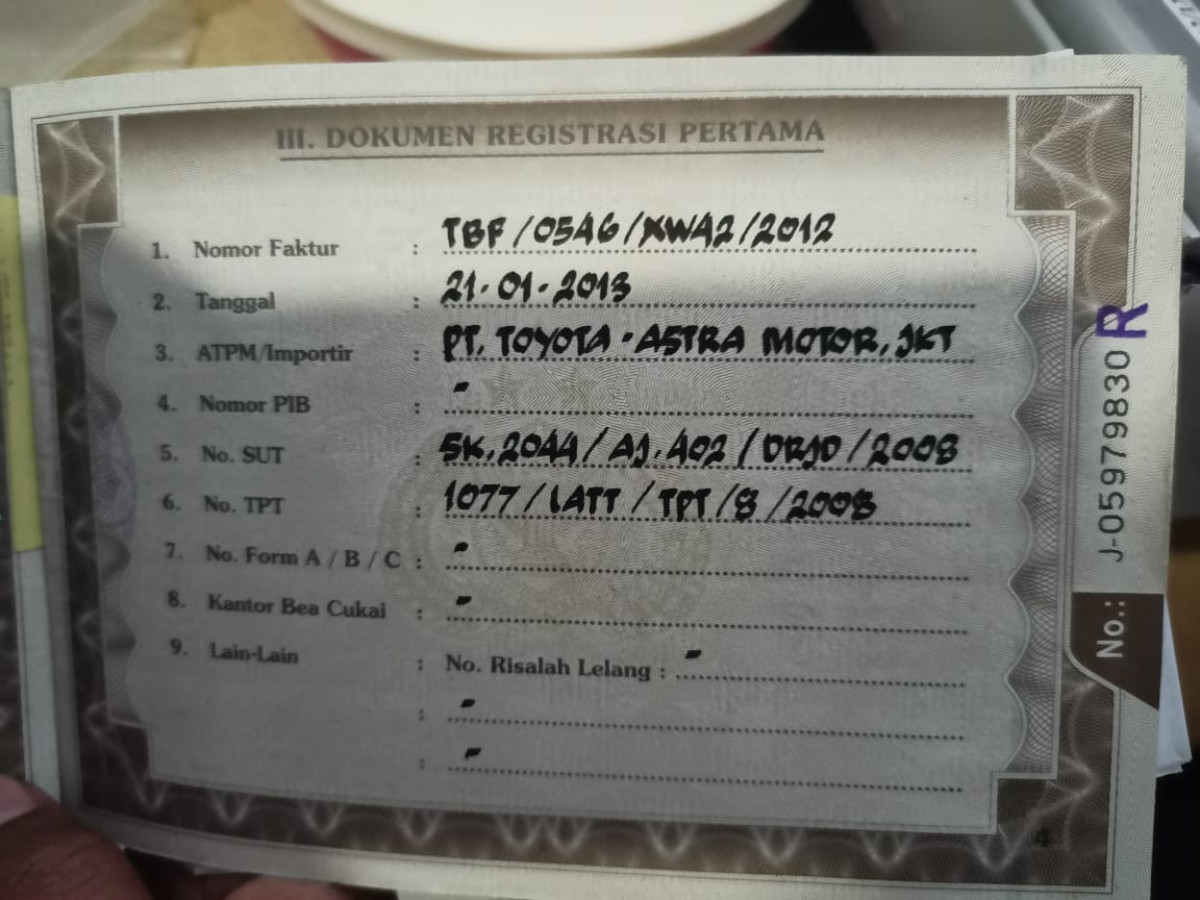 III. DOKUMEN REGISTRASI PERTAMA
1. Nomor Faktur : TBF/0546/XWA2/2012
2. Tanggal : 21-01-2013
3. ATPM/Importir : PT. TOYOTA-ASTRA MOTOR, JKT
4. Nomor PIB : -
5. No. SUT : SK.2044/AJ.402/DRJD/2008
6. No. TPT : 1077/LATT/TPT/8/2008
7. No. Form A / B / C : -
8. Kantor Bea Cukai : -
9. Lain-Lain : No. Risalah Lelang : -
: -
: -
No.: J-05979830 R
4